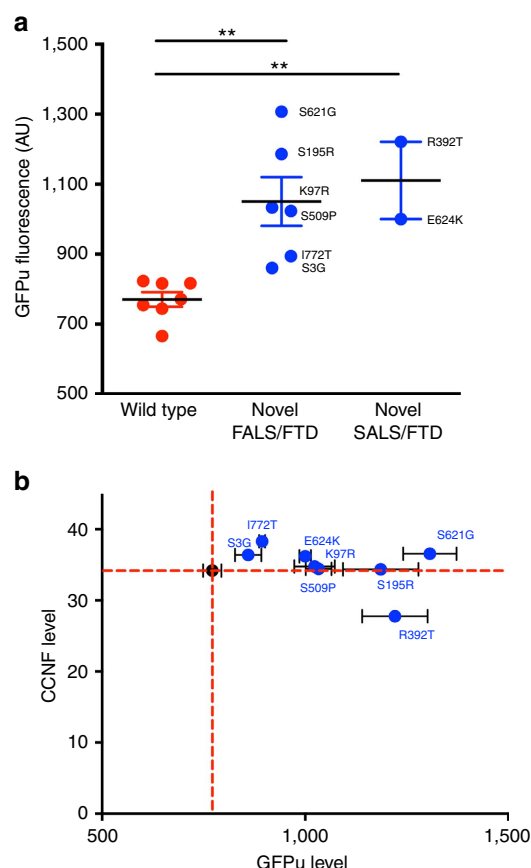 a
**
**
1,500
1,300
1,100
900
700
500
GFPu fluorescence (AU)
S621G
S195R
K97R
S509P
I772T
S3G
R392T
E624K
Wild type
Novel
FALS/FTD
Novel
SALS/FTD
b
40
30
20
10
0
CCNF level
I772T
S3G
E624K
K97R
S509P
S621G
S195R
R392T
500
1,000
1,500
GFPu level